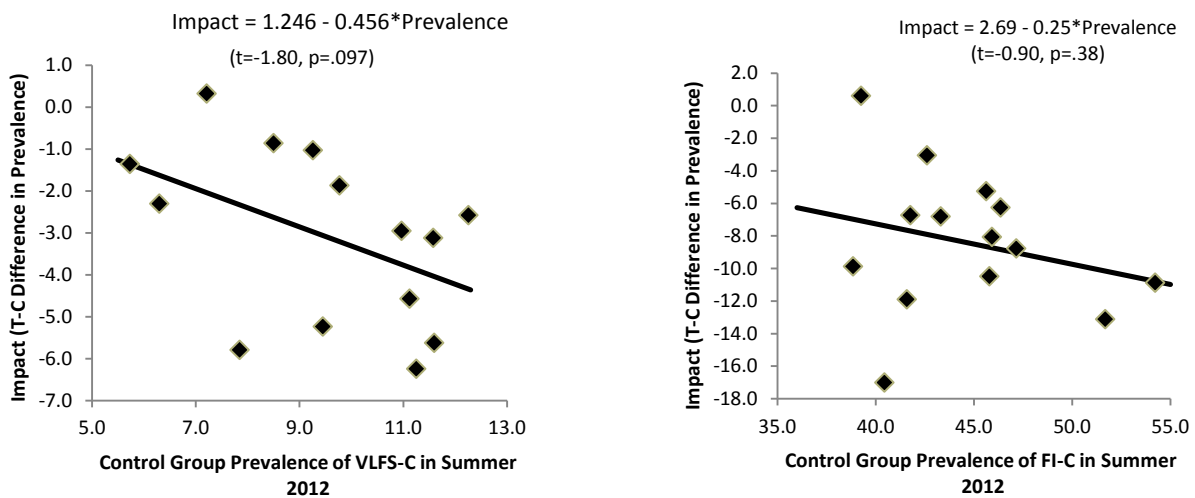 Impact = 1.246 - 0.456*Prevalence
(t=-1.80, p=.097)
1.0
0.0
-1.0
-2.0
-3.0
-4.0
-5.0
-6.0
-7.0
5.0 7.0 9.0 11.0 13.0
Impact (T-C Difference in Prevalence)
Control Group Prevalence of VLFS-C in Summer
2012
Impact = 2.69 - 0.25*Prevalence
(t=-0.90, p=.38)
2.0
0.0
-2.0
-4.0
-6.0
-8.0
-10.0
-12.0
-14.0
-16.0
-18.0
35.0 40.0 45.0 50.0 55.0
Impact (T-C Difference in Prevalence)
Control Group Prevalence of FI-C in Summer
2012